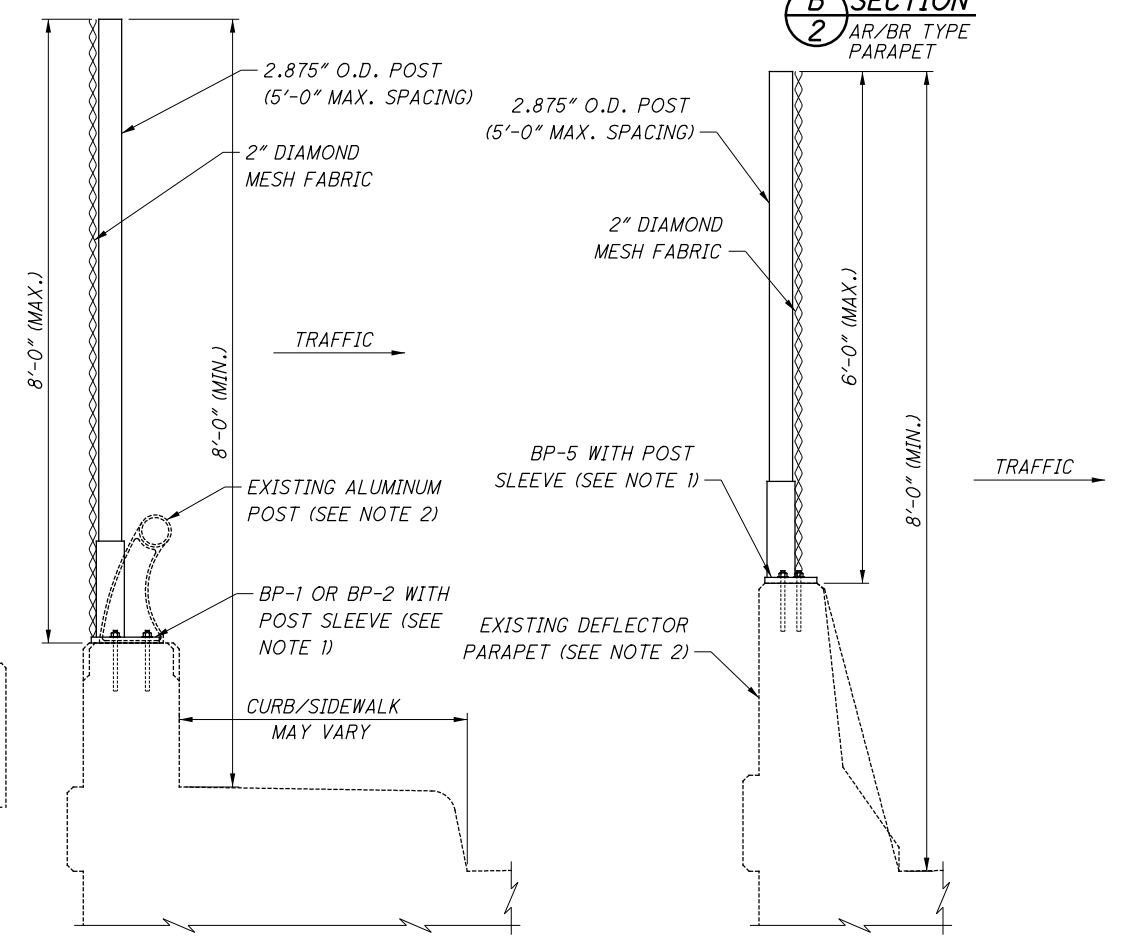 B
2
SECTION
AR/BR TYPE
PARAPET
2.875" O.D. POST
(5'-0" MAX. SPACING)
2" DIAMOND
MESH FABRIC
8'-0" (MAX.)
8'-0" (MIN.)
TRAFFIC
EXISTING ALUMINUM
POST (SEE NOTE 2)
BP-1 OR BP-2 WITH
POST SLEEVE (SEE
NOTE 1)
CURB/SIDEWALK
MAY VARY
2.875" O.D. POST
(5'-0" MAX. SPACING)
2" DIAMOND
MESH FABRIC
6'-0" (MAX.)
8'-0" (MIN.)
BP-5 WITH POST
SLEEVE (SEE NOTE 1)
TRAFFIC
EXISTING DEFLECTOR
PARAPET (SEE NOTE 2)